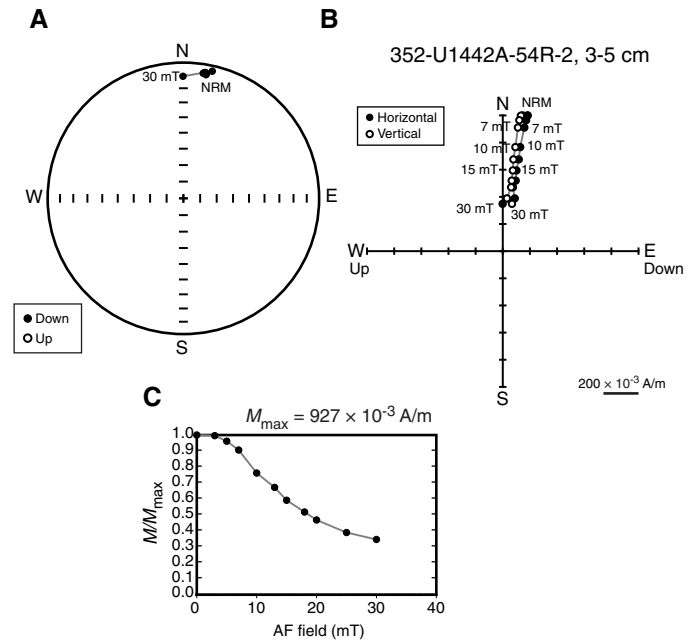 A
N
30 mT
NRM
W
E
S
Down
Up
B
352-U1442A-54R-2, 3-5 cm
Horizontal
Vertical
N
NRM
7 mT
7 mT
10 mT
10 mT
15 mT
15 mT
30 mT
30 mT
W
Up
E
Down
S
200 × 10⁻³ A/m
C
Mmax = 927 × 10⁻³ A/m
1.0
0.9
0.8
0.7
0.6
0.5
0.4
0.3
0.2
0.1
0.0
M/Mmax
0 10 20 30 40
AF field (mT)